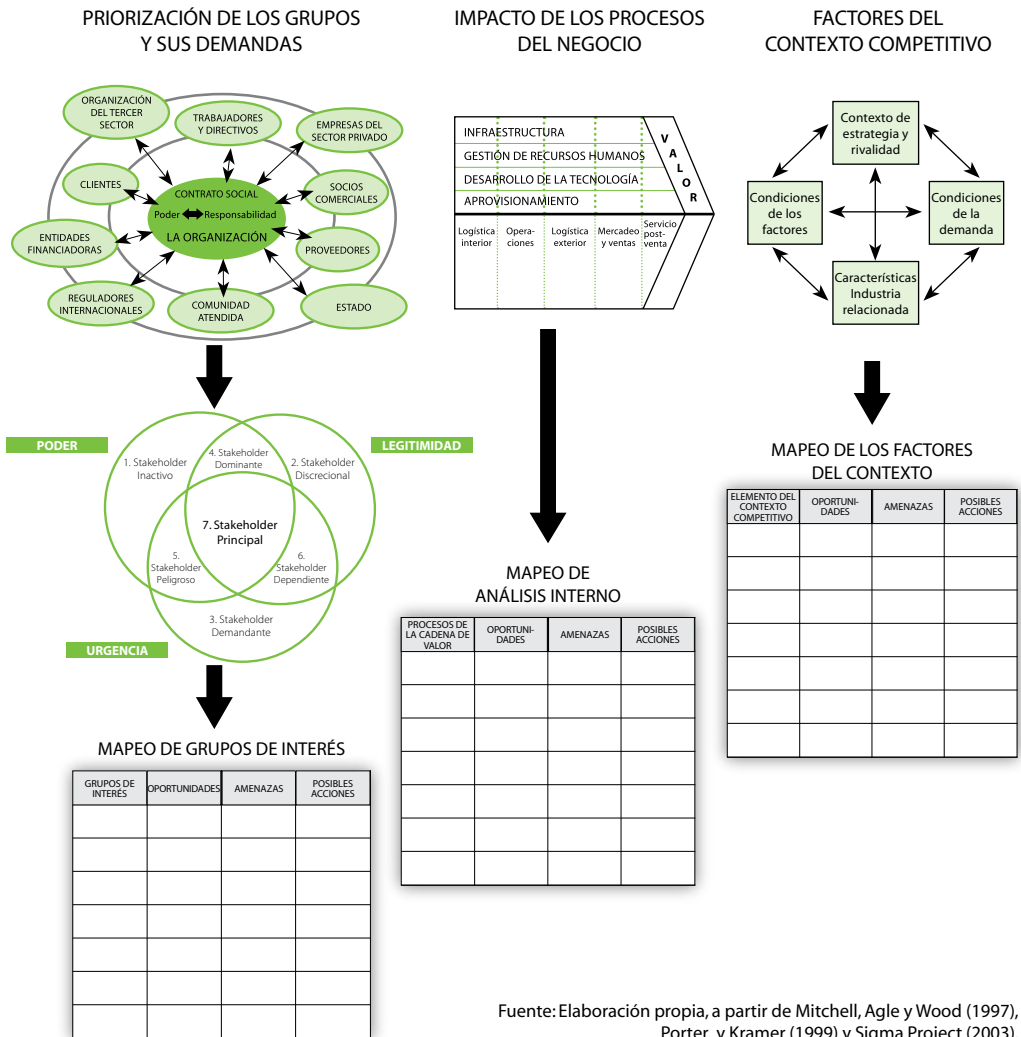 PRIORIZACIÓN DE LOS GRUPOS
Y SUS DEMANDAS
ORGANIZACIÓN
DEL TERCER
SECTOR
TRABAJADORES
Y DIRECTIVOS
EMPRESAS DEL
SECTOR PRIVADO
CLIENTES
CONTRATO SOCIAL
Poder Responsabilidad
LA ORGANIZACIÓN
SOCIOS
COMERCIALES
ENTIDADES
FINANCIADORAS
PROVEEDORES
REGULADORES
INTERNACIONALES
COMUNIDAD
ATENDIDA
ESTADO
PODER
LEGITIMIDAD
1. Stakeholder
Inactivo
4. Stakeholder
Dominante
2. Stakeholder
Discrecional
7. Stakeholder
Principal
5.
Stakeholder
Peligroso
6.
Stakeholder
Dependiente
3. Stakeholder
Demandante
URGENCIA
MAPEO DE GRUPOS DE INTERÉS
GRUPOS DE
INTERÉS
OPORTUNIDADES
AMENAZAS
POSIBLES
ACCIONES
IMPACTO DE LOS PROCESOS
DEL NEGOCIO
INFRAESTRUCTURA
GESTIÓN DE RECURSOS HUMANOS
DESARROLLO DE LA TECNOLOGÍA
APROVISIONAMIENTO
VALOR
Logística
interior
Opera-
ciones
Logística
exterior
Mercadeo
y ventas
Servicio
post-
venta
MAPEO DE
ANÁLISIS INTERNO
PROCESOS DE
LA CADENA DE
VALOR
OPORTUNI-
DADES
AMENAZAS
POSIBLES
ACCIONES
FACTORES DEL
CONTEXTO COMPETITIVO
Contexto de
estrategia y
rivalidad
Condiciones
de los
factores
Condiciones
de la
demanda
Características
Industria
relacionada
MAPEO DE LOS FACTORES
DEL CONTEXTO
ELEMENTO DEL
CONTEXTO
COMPETITIVO
OPORTUNI-
DADES
AMENAZAS
POSIBLES
ACCIONES
Fuente: Elaboración propia, a partir de Mitchell, Agle y Wood (1997),
Porter y Kramer (1999) y Sigma Project (2003).